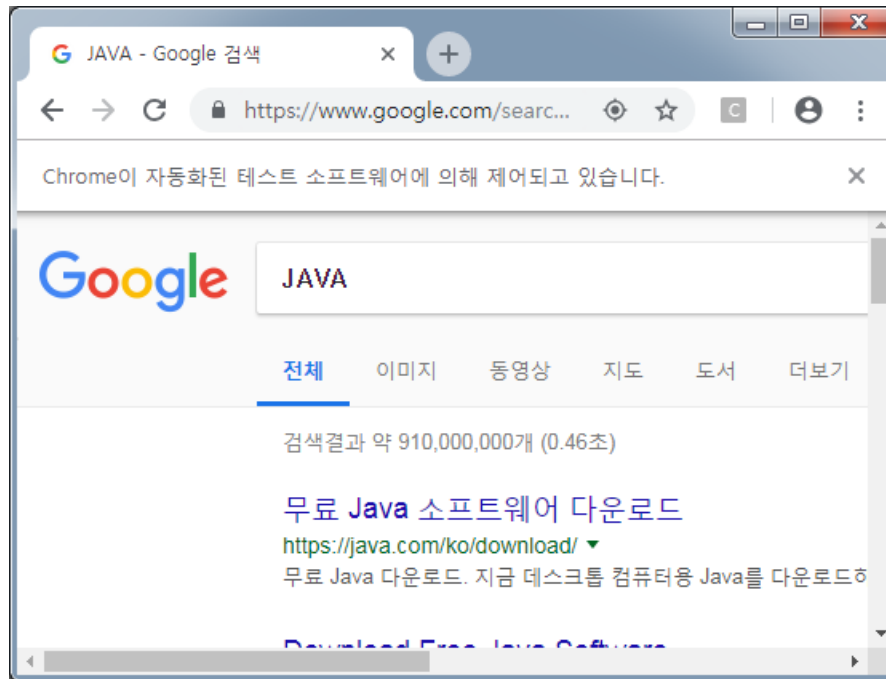 JAVA - Google 검색
https://www.google.com/searc...
C
Chrome이 자동화된 테스트 소프트웨어에 의해 제어되고 있습니다.
Google JAVA
전체 이미지 동영상 지도 도서 더보기
검색결과 약 910,000,000개 (0.46초)
무료 Java 소프트웨어 다운로드
https://java.com/ko/download/
무료 Java 다운로드. 지금 데스크톱 컴퓨터용 Java를 다운로드하
Download Free Java Software